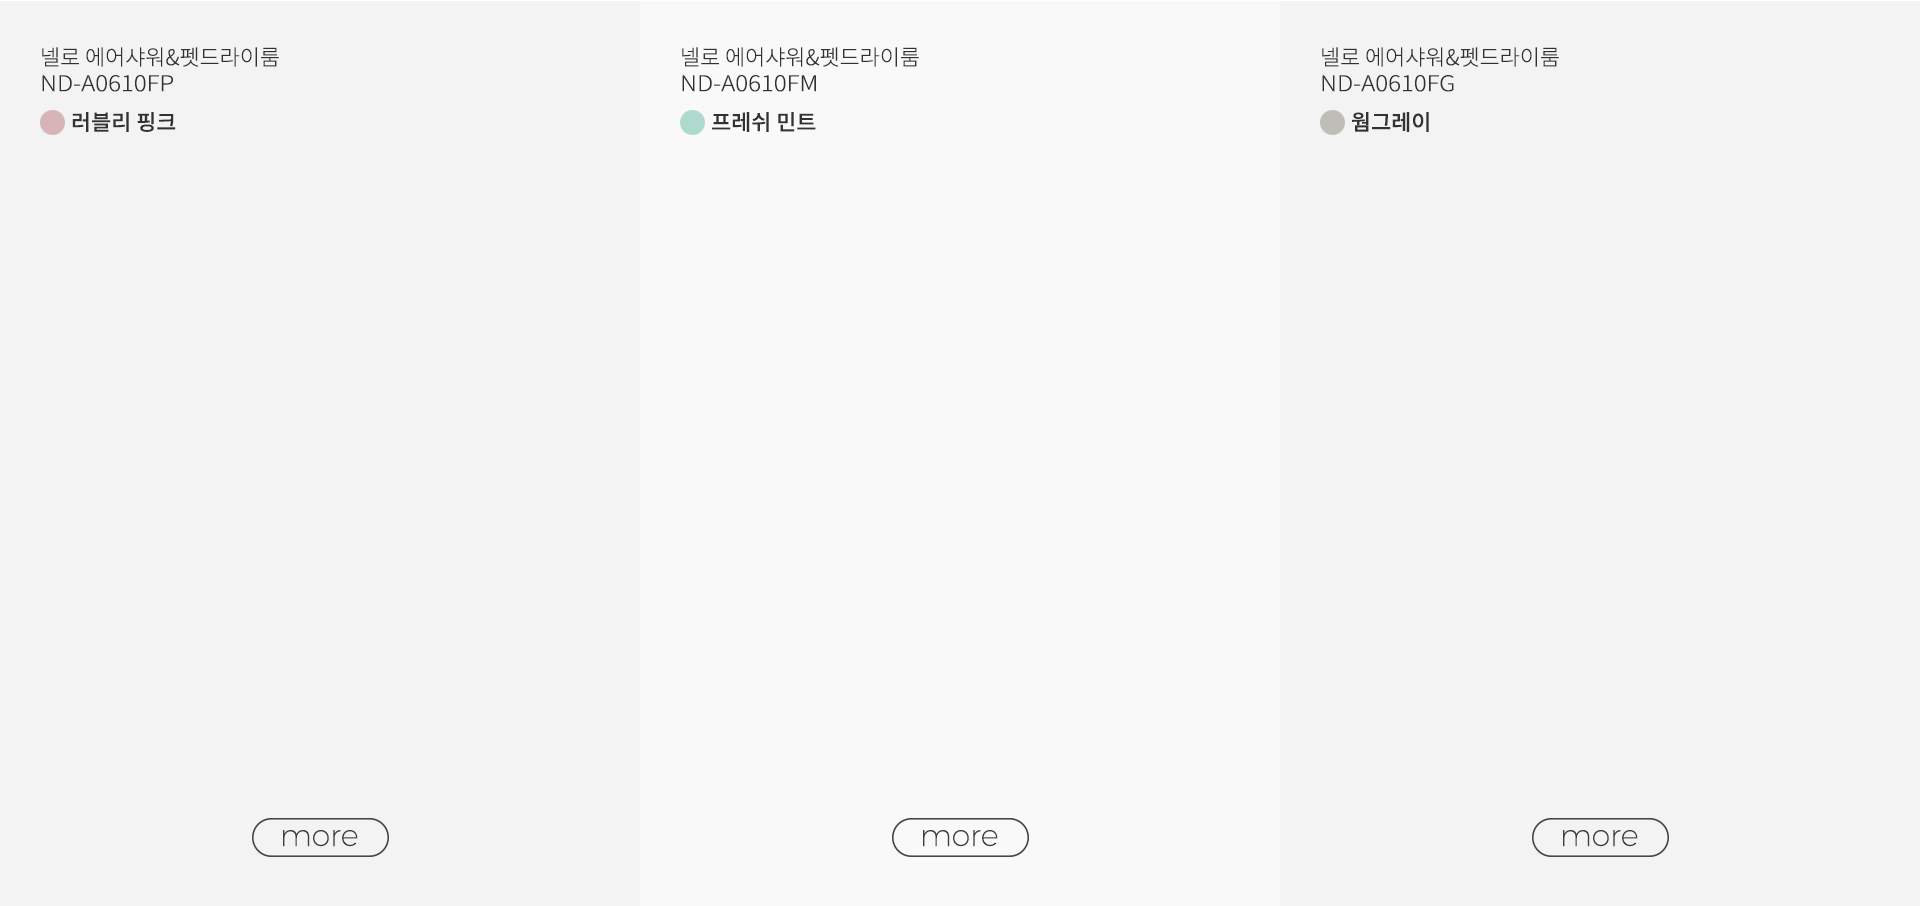 넬로 에어샤워&펫드라이룸
ND-A0610FP
러블리 핑크
more
넬로 에어샤워&펫드라이룸
ND-A0610FM
프레쉬 민트
more
넬로 에어샤워&펫드라이룸
ND-A0610FG
웜그레이
more